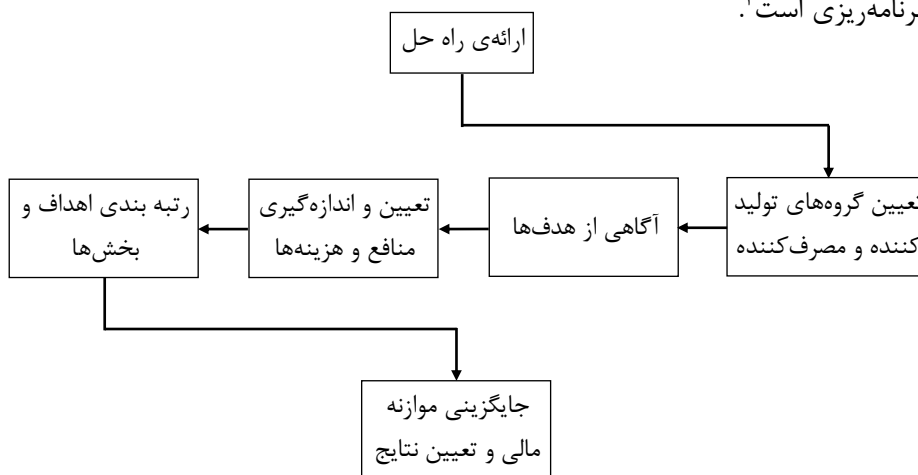 برنامه‌ریزی است¹.
ارائه‌ی راه حل
تعیین گروه‌های تولید
کننده و مصرف‌کننده
آگاهی از هدف‌ها
تعیین و اندازه‌گیری
منافع و هزینه‌ها
رتبه بندی اهداف و
بخش‌ها
جایگزینی موازنه
مالی و تعیین نتایج